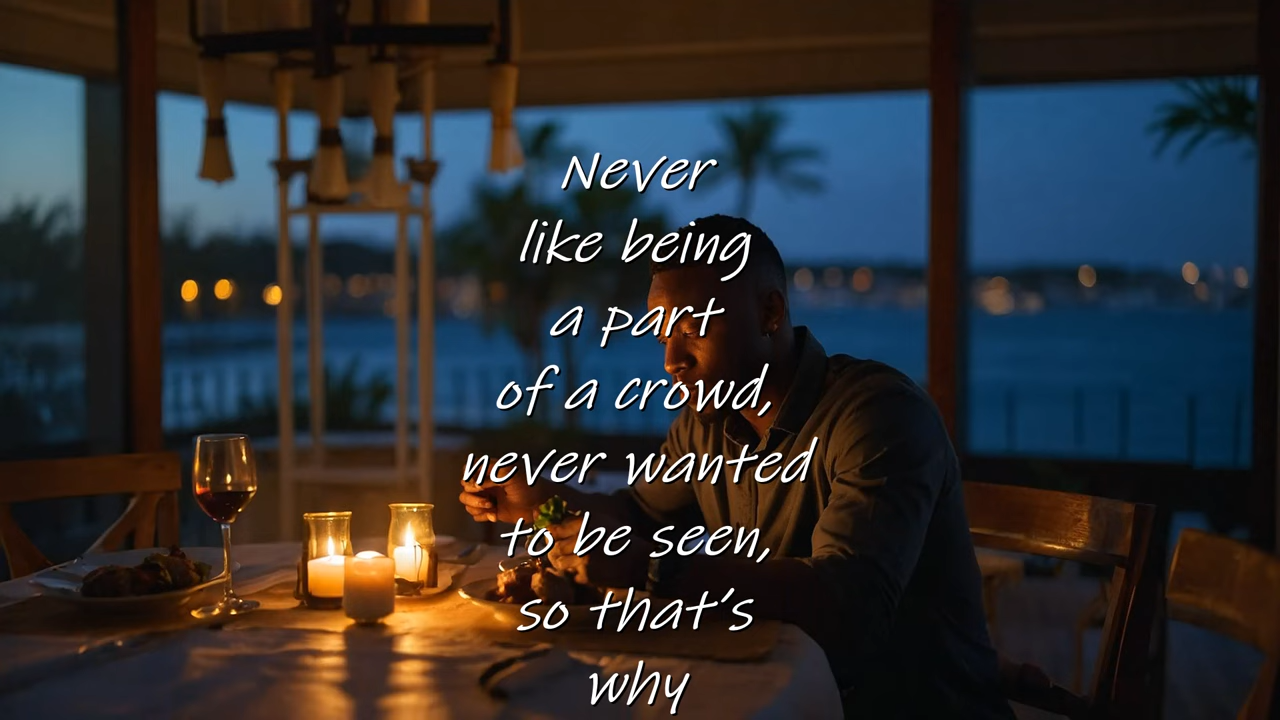 Never
like being
a part
of a crowd,
never wanted
to be seen,
so that's
why